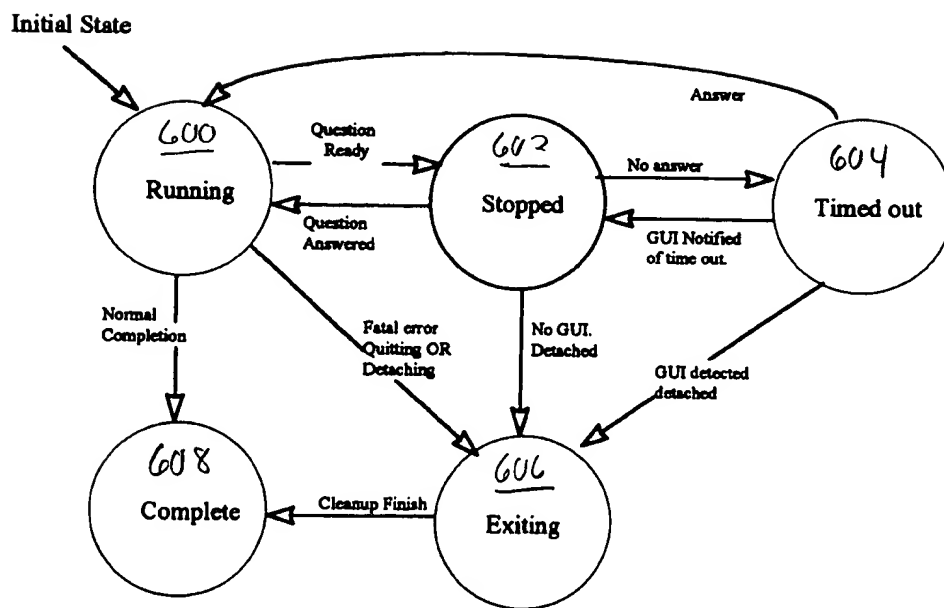 Initial State
Answer
600
Running
Question
Ready
602
Stopped
No answer
604
Timed out
Question
Answered
GUI Notified
of time out.
Normal
Completion
Fatal error
Quitting OR
Detaching
No GUI.
Detached
GUI detected
detached
608
Complete
Cleanup Finish
606
Exiting